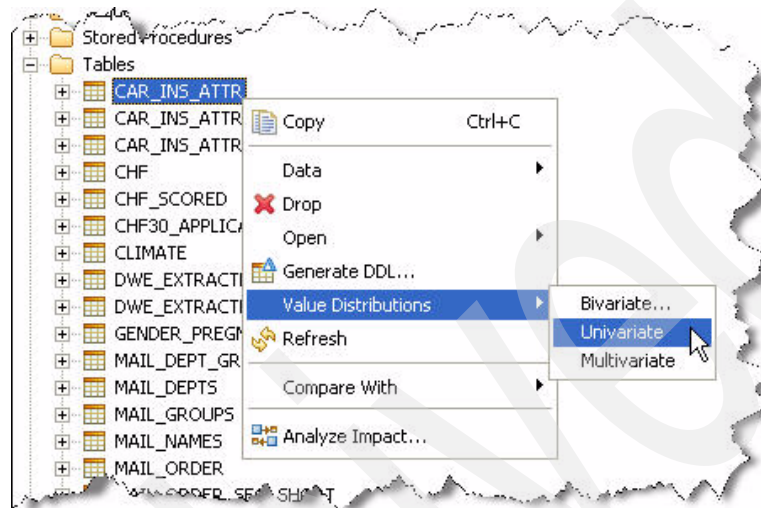 Stored Procedures
Tables
CAR_INS_ATTR
CAR_INS_ATTR
CAR_INS_ATTR
CHF
CHF_SCORED
CHF30_APPLICA
CLIMATE
DWE_EXTRACTI
DWE_EXTRACTI
GENDER_PREGN
MAIL_DEPT_GR
MAIL_DEPTS
MAIL_GROUPS
MAIL_NAMES
MAIL_ORDER
Copy Ctrl+C
Data
Drop
Open
Generate DDL...
Value Distributions
Refresh
Compare With
Analyze Impact...
Bivariate...
Univariate
Multivariate